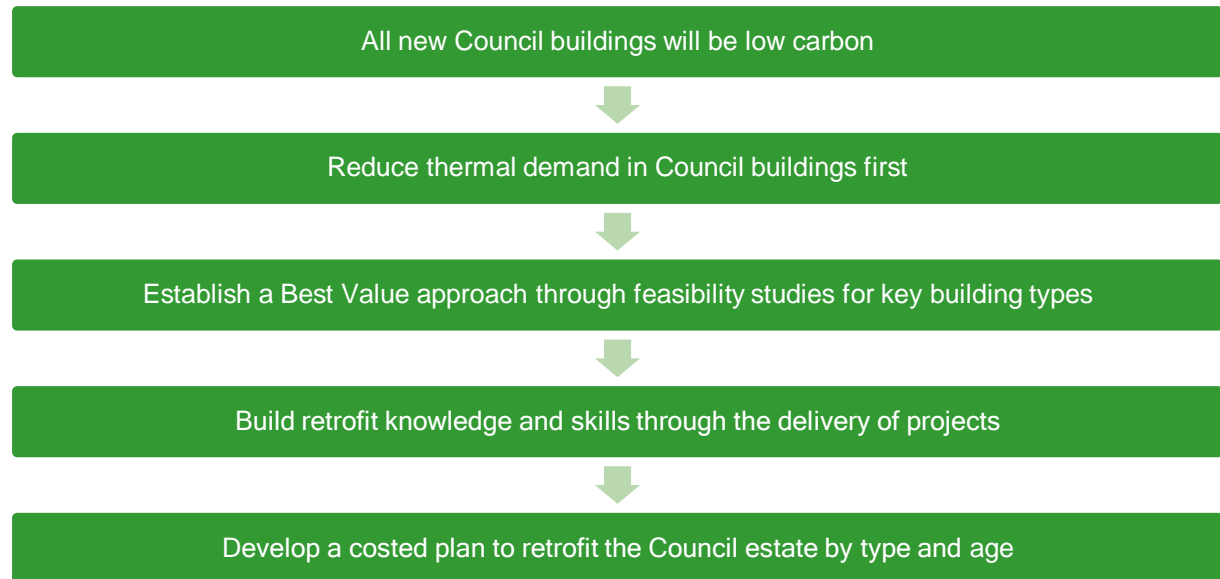 All new Council buildings will be low carbon
Reduce thermal demand in Council buildings first
Establish a Best Value approach through feasibility studies for key building types
Build retrofit knowledge and skills through the delivery of projects
Develop a costed plan to retrofit the Council estate by type and age